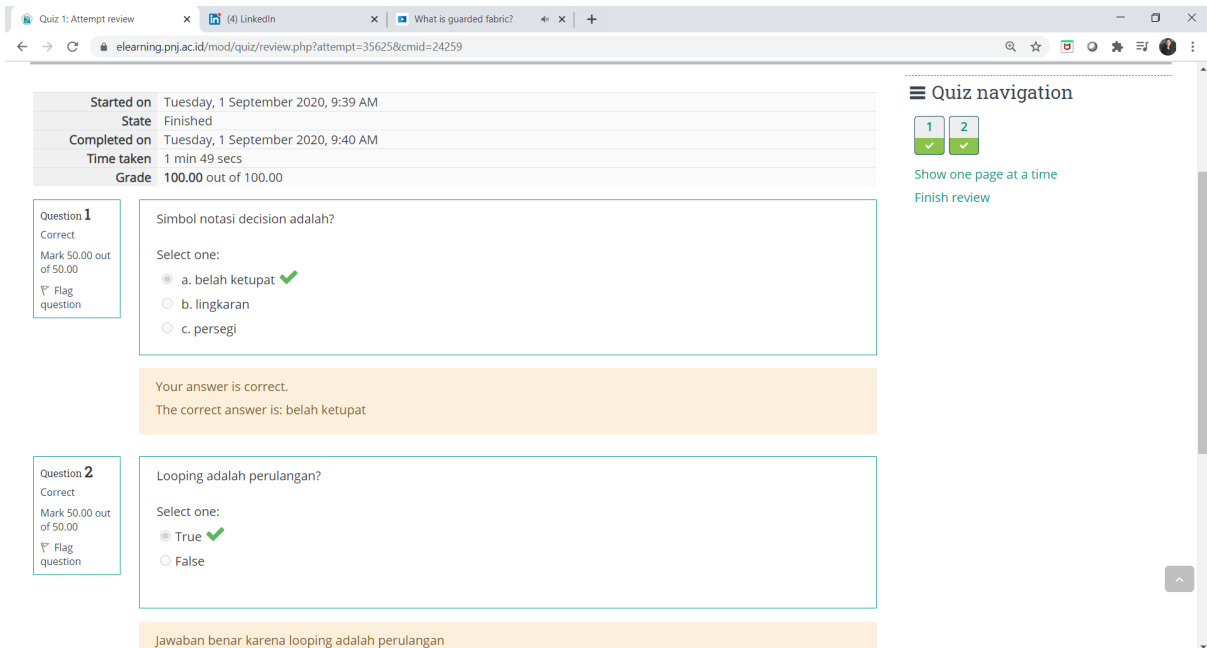 Quiz 1: Attempt review
(4) LinkedIn
What is guarded fabric?
elearning.pnj.ac.id/mod/quiz/review.php?attempt=35625&cmid=24259
Started on Tuesday, 1 September 2020, 9:39 AM
State Finished
Completed on Tuesday, 1 September 2020, 9:40 AM
Time taken 1 min 49 secs
Grade 100.00 out of 100.00
Question 1
Correct
Mark 50.00 out
of 50.00
Flag
question
Simbol notasi decision adalah?
Select one:
a. belah ketupat
b. lingkaran
c. persegi
Your answer is correct.
The correct answer is: belah ketupat
Question 2
Correct
Mark 50.00 out
of 50.00
Flag
question
Looping adalah perulangan?
Select one:
True
False
Jawaban benar karena looping adalah perulangan
Quiz navigation
1 2
Show one page at a time
Finish review